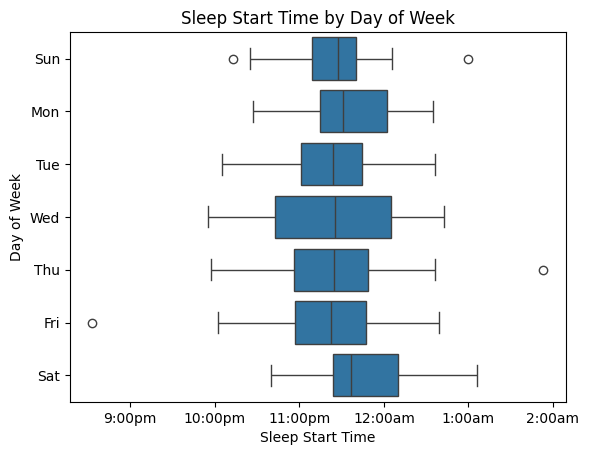 Sleep Start Time by Day of Week
Sun
Mon
Tue
Wed
Thu
Fri
Sat
Day of Week
9:00pm 10:00pm 11:00pm 12:00am 1:00am 2:00am
Sleep Start Time